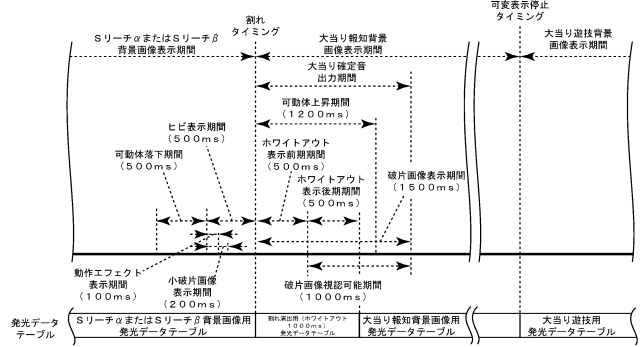 可変表示停止
タイミング
割れ
タイミング
Ｓリーチαまたは Ｓリーチβ
背景画像表示期間
大当り報知背景
画像表示期間
大当り遊技背景
画像表示期間
大当り確定音
出力期間
可動体上昇期間
（１２００ms）
ヒビ表示期間
（５００ms）
ホワイトアウト
表示前期期間
（５００ms）
可動体落下期間
（５００ms）
ホワイトアウト
表示後期期間
（５００ms）
破片画像表示期間
（１５００ms）
動作エフェクト
表示期間
（１００ms）
小破片画像
表示期間
（２００ms）
破片画像視認可能期間
（１０００ms）
発光データ
テーブル
ＳリーチαまたはＳリーチβ背景画像用
発光データテーブル
割れ演出用（ホワイトアウト
１０００ms）
発光データテーブル
大当り報知背景画像用
発光データテーブル
大当り遊技用
発光データテーブル